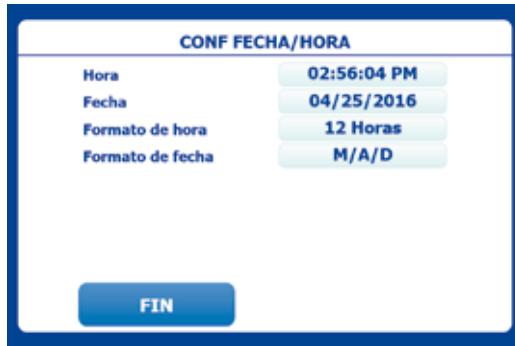 CONF FECHA/HORA
Hora 02:56:04 PM
Fecha 04/25/2016
Formato de hora 12 Horas
Formato de fecha M/A/D
FIN